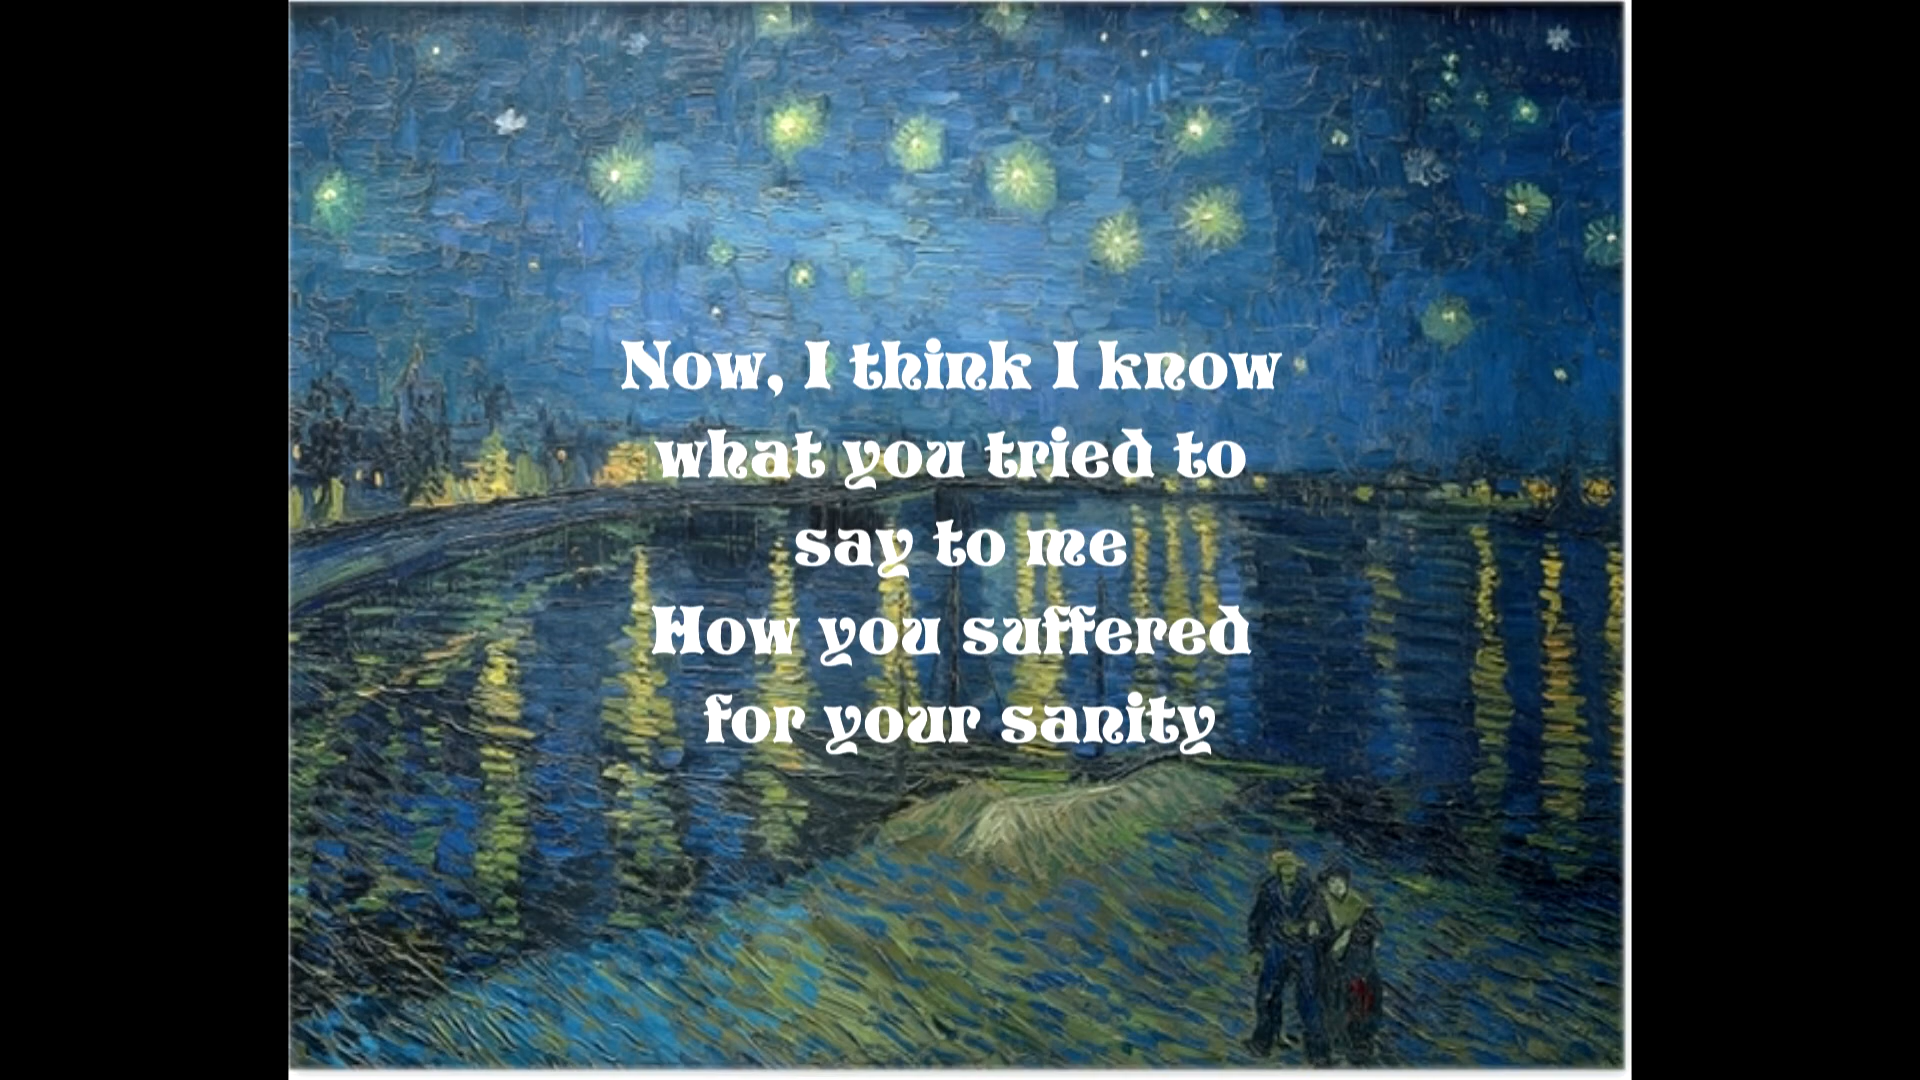 Now, I think I know
what you tried to
say to me
How you suffered
for your sanity